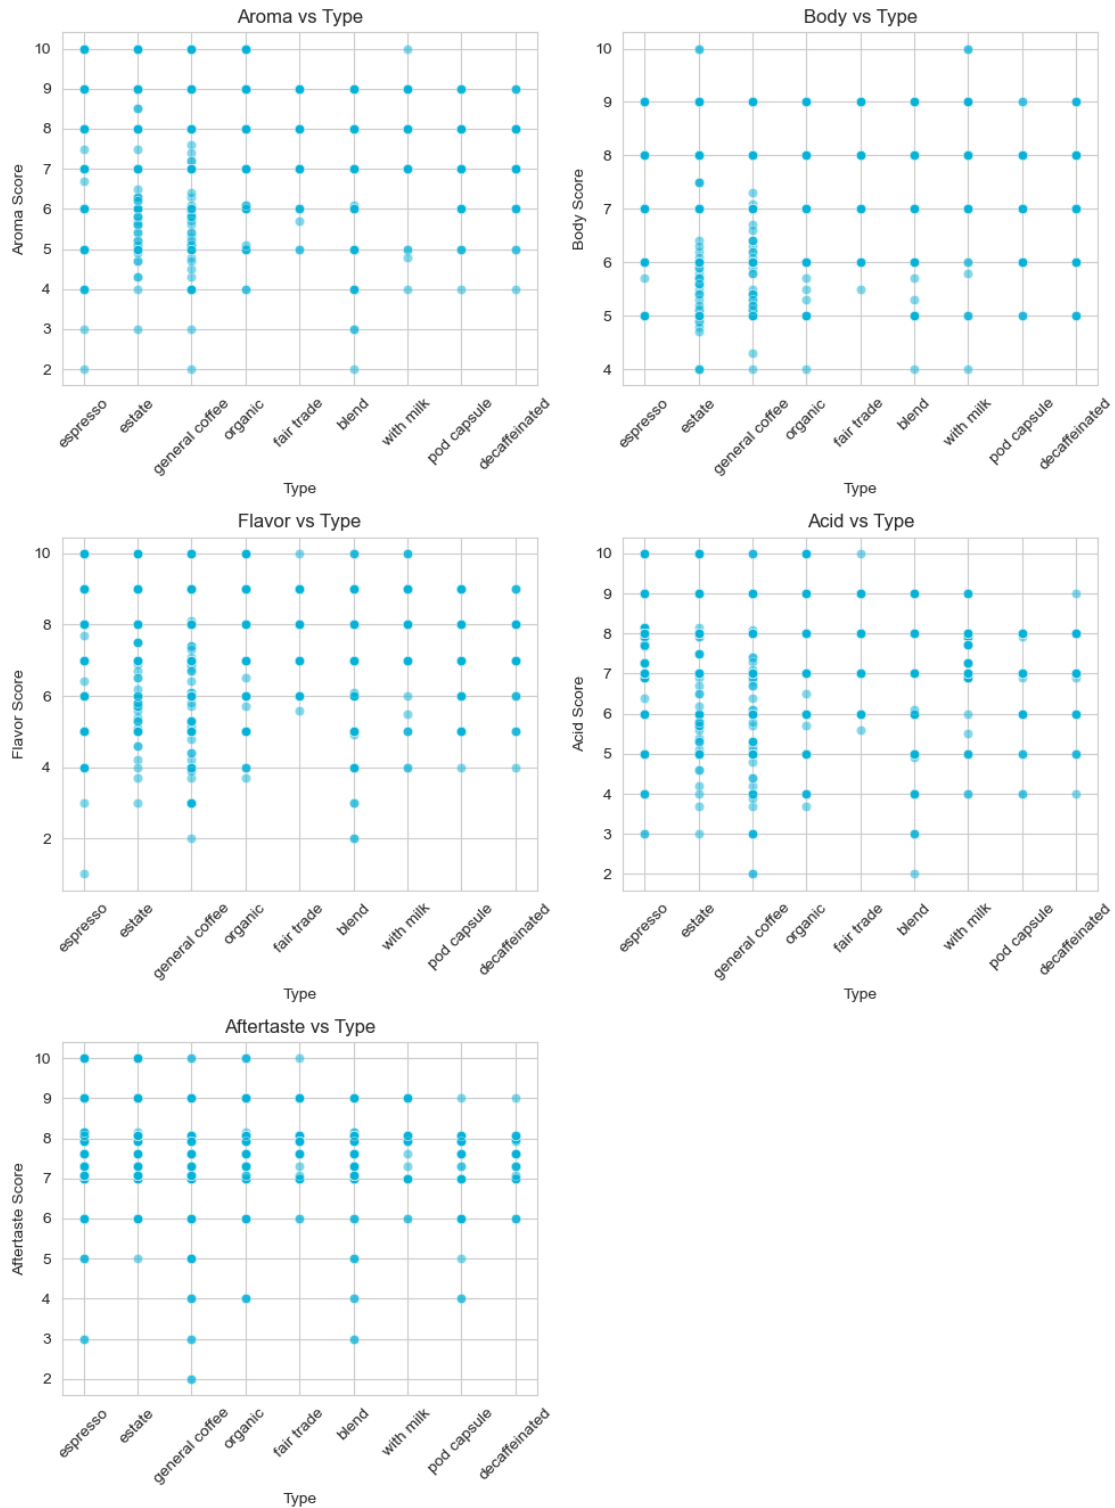 Aroma vs Type
Aroma Score
10
9
8
7
6
5
4
3
2
espresso
estate
general coffee
organic
fair trade
blend
with milk
pod capsule
decaffeinated
Type
Body vs Type
Body Score
10
9
8
7
6
5
4
espresso
estate
general coffee
organic
fair trade
blend
with milk
pod capsule
decaffeinated
Type
Flavor vs Type
Flavor Score
10
8
6
4
2
espresso
estate
general coffee
organic
fair trade
blend
with milk
pod capsule
decaffeinated
Type
Acid vs Type
Acid Score
10
9
8
7
6
5
4
3
2
espresso
estate
general coffee
organic
fair trade
blend
with milk
pod capsule
decaffeinated
Type
Aftertaste vs Type
Aftertaste Score
10
9
8
7
6
5
4
3
2
espresso
estate
general coffee
organic
fair trade
blend
with milk
pod capsule
decaffeinated
Type